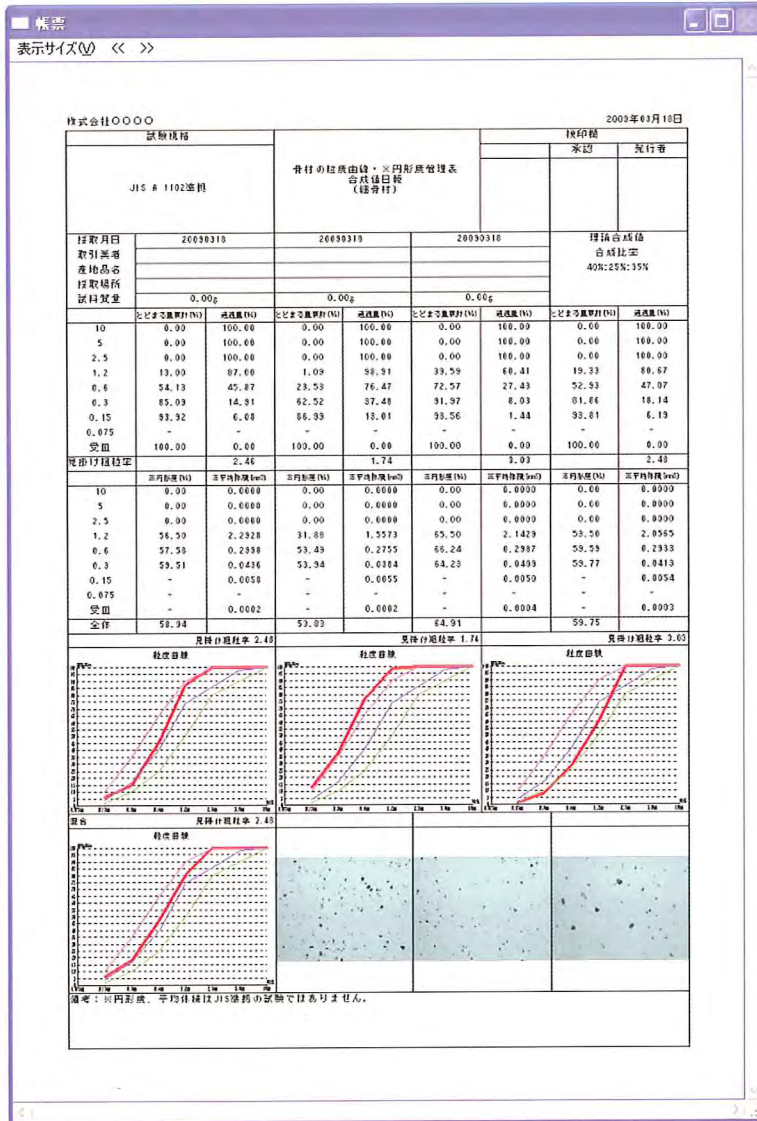 帳票
表示サイズ(V) << >>
株式会社〇〇〇〇 2009年03月18日
試験規格 検印欄
承認 発行者
JIS A 1102準拠
骨材の粒度曲線・※円形度管理表
合成値日報
(細骨材)
採取月日 20090318 20090318 20090318 理論合成値
取引業者 合成比率
産地品名 40%:25%:35%
採取場所
試料質量 0.00g 0.00g 0.00g
とどまる量累計(%) 通過量(%) とどまる量累計(%) 通過量(%) とどまる量累計(%) 通過量(%) とどまる量累計(%) 通過量(%)
10 0.00 100.00 0.00 100.00 0.00 100.00 0.00 100.00
5 0.00 100.00 0.00 100.00 0.00 100.00 0.00 100.00
2.5 0.00 100.00 0.00 100.00 0.00 100.00 0.00 100.00
1.2 13.00 87.00 1.09 98.91 39.59 60.41 19.33 80.67
0.6 54.13 45.87 23.53 76.47 72.57 27.43 52.93 47.07
0.3 85.09 14.91 62.52 37.48 91.97 8.03 81.86 18.14
0.15 93.92 6.08 86.99 13.01 98.56 1.44 93.81 6.19
0.075 - - - - - - - -
受皿 100.00 0.00 100.00 0.00 100.00 0.00 100.00 0.00
見掛け粗粒率 2.46 1.74 3.03 2.48
※円形度(%) ※平均体積(mm3) ※円形度(%) ※平均体積(mm3) ※円形度(%) ※平均体積(mm3) ※円形度(%) ※平均体積(mm3)
10 0.00 0.0000 0.00 0.0000 0.00 0.0000 0.00 0.0000
5 0.00 0.0000 0.00 0.0000 0.00 0.0000 0.00 0.0000
2.5 0.00 0.0000 0.00 0.0000 0.00 0.0000 0.00 0.0000
1.2 56.50 2.2928 31.88 1.5573 65.50 2.1429 59.50 2.0565
0.6 57.58 0.2998 53.49 0.2755 66.24 0.2987 59.59 0.2933
0.3 59.51 0.0436 53.94 0.0384 64.23 0.0409 59.77 0.0413
0.15 - 0.0058 - 0.0055 - 0.0050 - 0.0054
0.075 - - - - - - - -
受皿 - 0.0002 - 0.0002 - 0.0004 - 0.0003
全体 58.94 53.83 64.91 59.75
見掛け粗粒率 2.46 見掛け粗粒率 1.74 見掛け粗粒率 3.03
粒度曲線 粒度曲線 粒度曲線
混合 見掛け粗粒率 2.48
粒度曲線
備考：※円形度、平均体積はJIS準拠の試験ではありません。